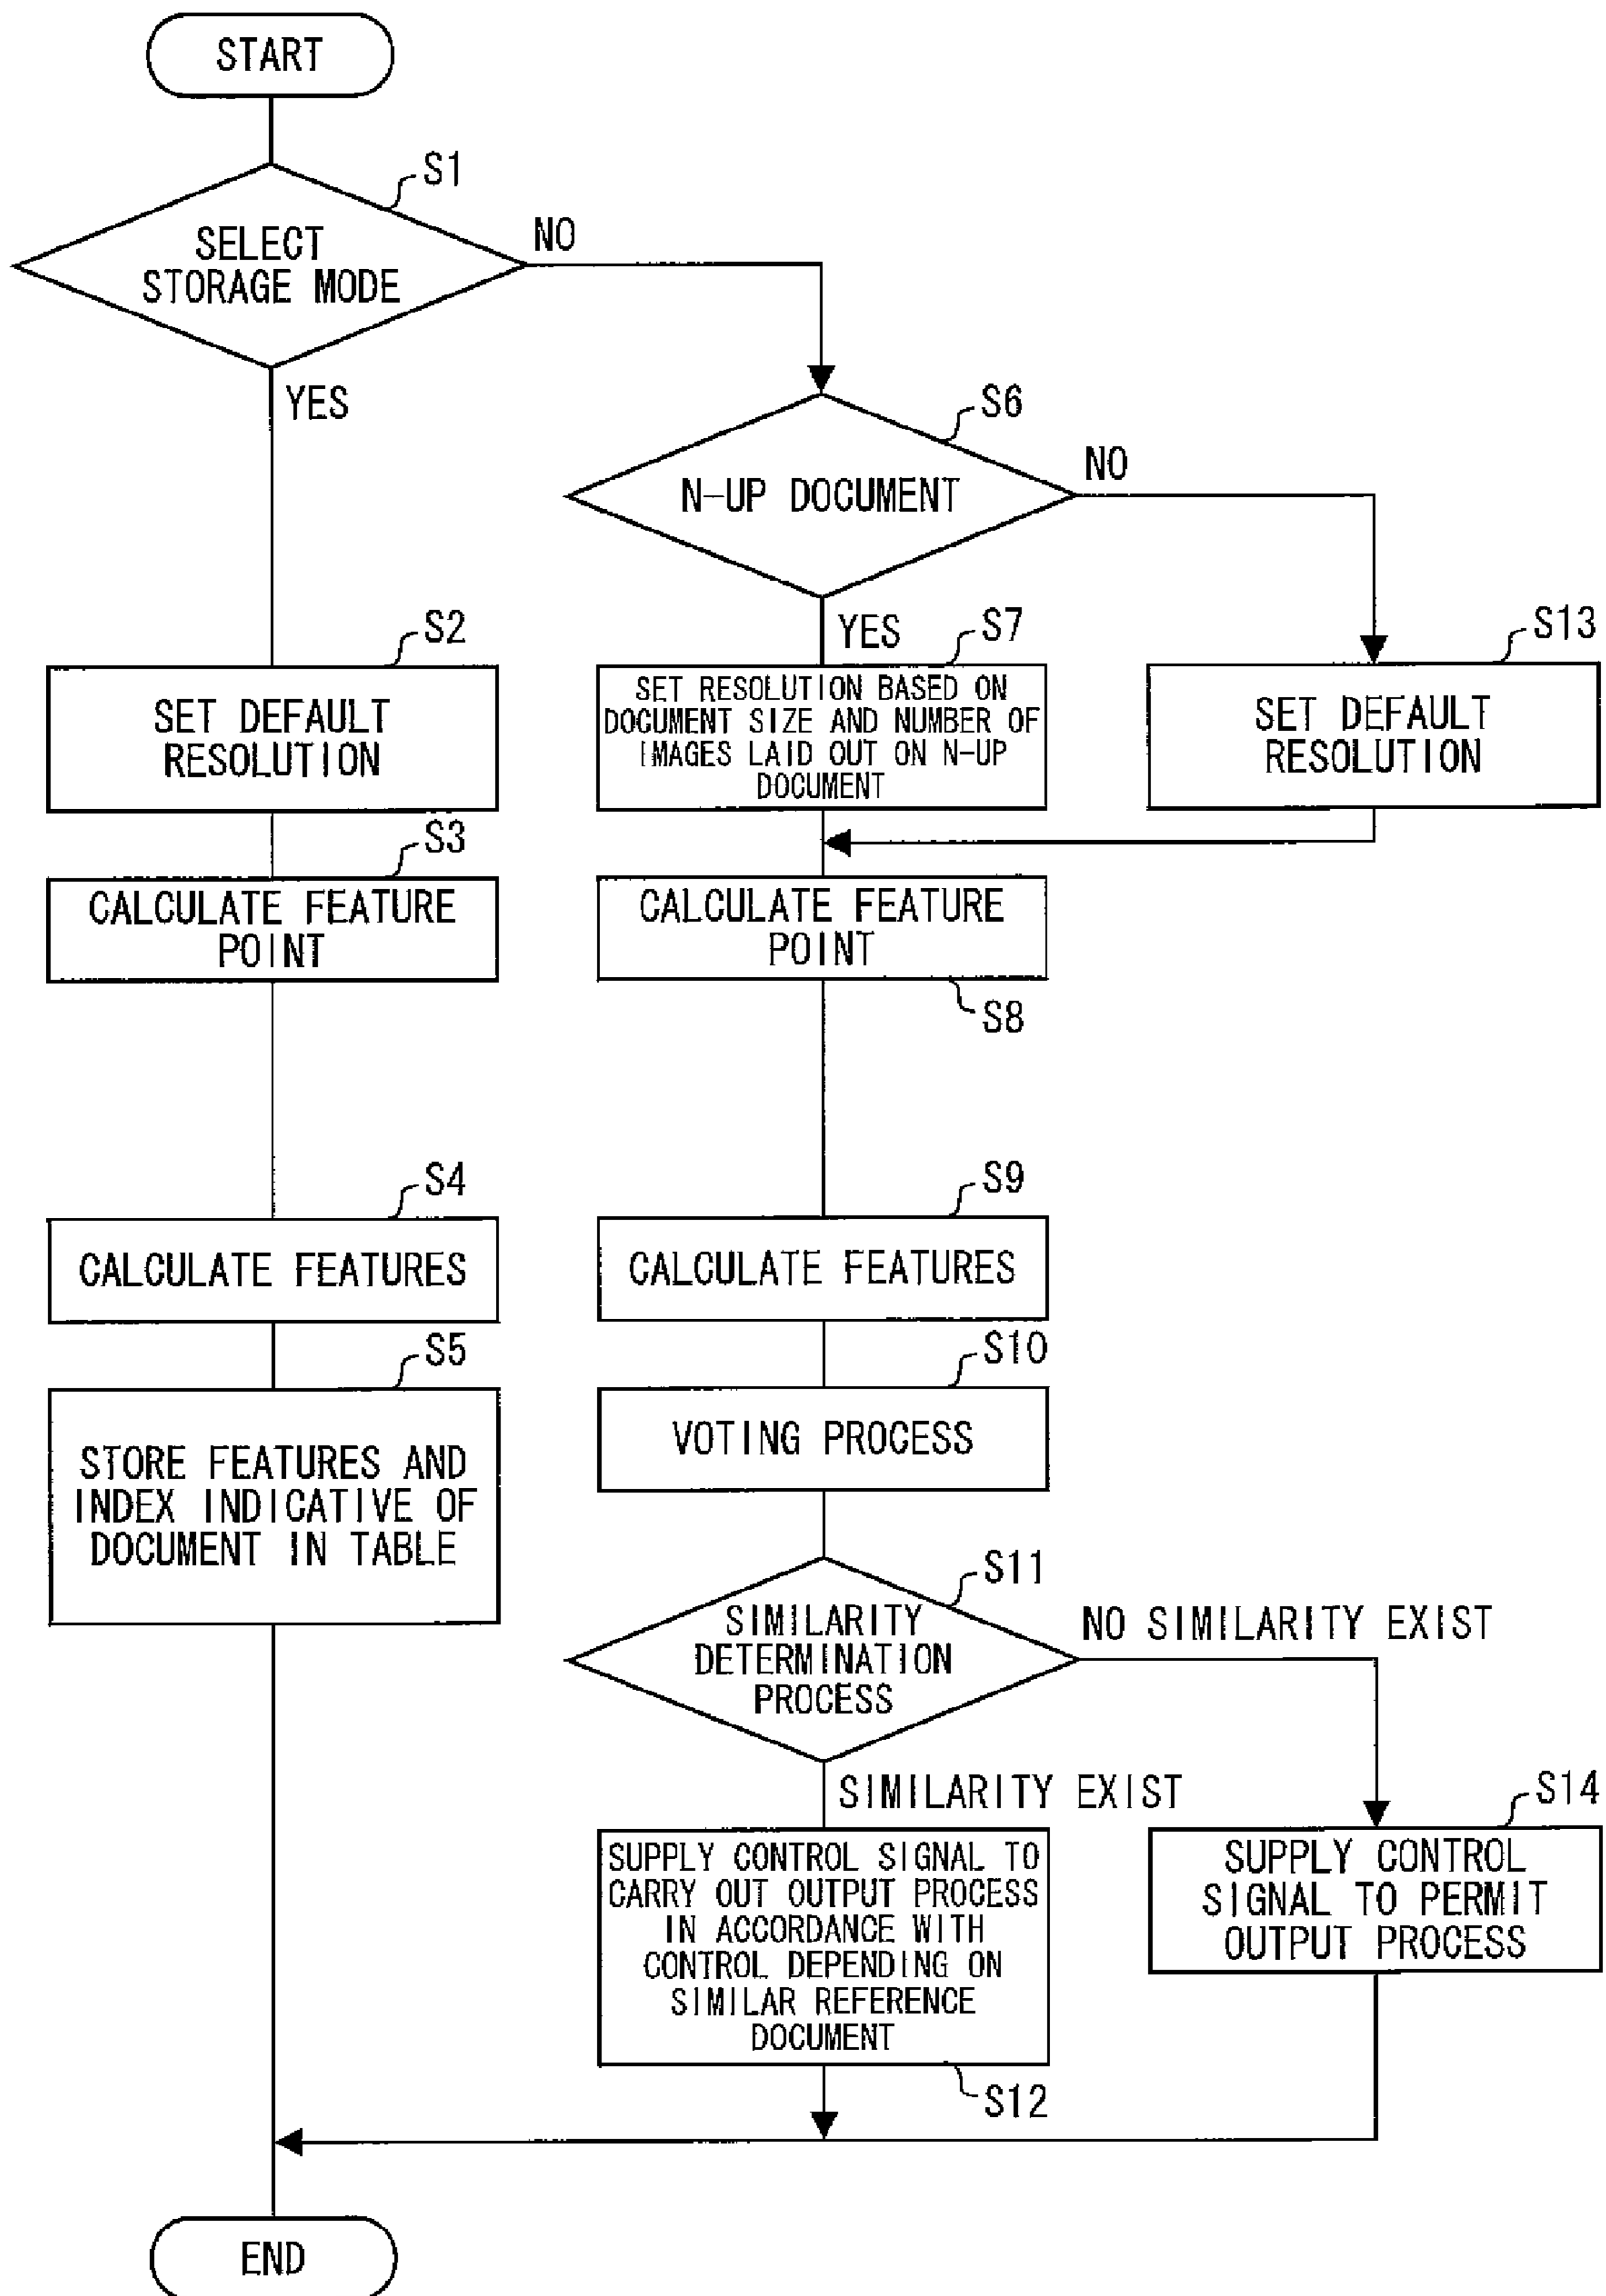 START
S1
SELECT
STORAGE MODE
NO
YES
S6
N-UP DOCUMENT
NO
YES
S2
SET DEFAULT
RESOLUTION
S7
SET RESOLUTION BASED ON
DOCUMENT SIZE AND NUMBER OF
IMAGES LAID OUT ON N-UP
DOCUMENT
S13
SET DEFAULT
RESOLUTION
S3
CALCULATE FEATURE
POINT
CALCULATE FEATURE
POINT
S8
S4
CALCULATE FEATURES
S9
CALCULATE FEATURES
S5
STORE FEATURES AND
INDEX INDICATIVE OF
DOCUMENT IN TABLE
S10
VOTING PROCESS
S11
SIMILARITY
DETERMINATION
PROCESS
NO SIMILARITY EXIST
SIMILARITY EXIST
SUPPLY CONTROL SIGNAL TO
CARRY OUT OUTPUT PROCESS
IN ACCORDANCE WITH
CONTROL DEPENDING ON
SIMILAR REFERENCE
DOCUMENT
S12
S14
SUPPLY CONTROL
SIGNAL TO PERMIT
OUTPUT PROCESS
END